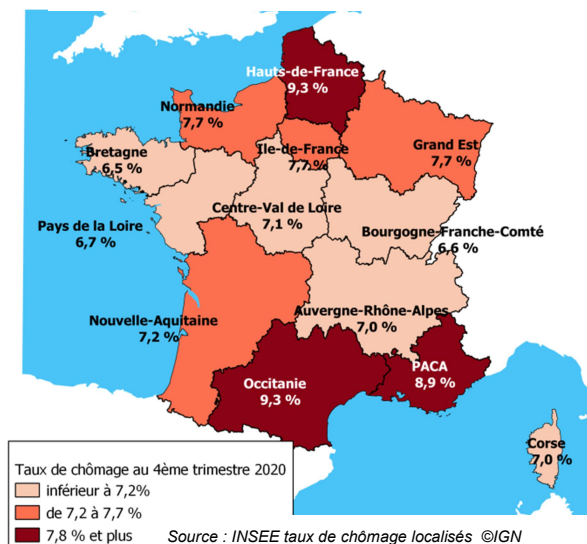 Hauts-de-France
9,3 %
Normandie
7,7 %
Ile-de-France
7,7 %
Grand Est
7,7 %
Bretagne
6,5 %
Pays de la Loire
6,7 %
Centre-Val de Loire
7,1 %
Bourgogne-Franche-Comté
6,6 %
Nouvelle-Aquitaine
7,2 %
Auvergne-Rhône-Alpes
7,0 %
Occitanie
9,3 %
PACA
8,9 %
Corse
7,0 %
Taux de chômage au 4ème trimestre 2020
inférieur à 7,2%
de 7,2 à 7,7 %
7,8 % et plus
Source : INSEE taux de chômage localisés ©IGN